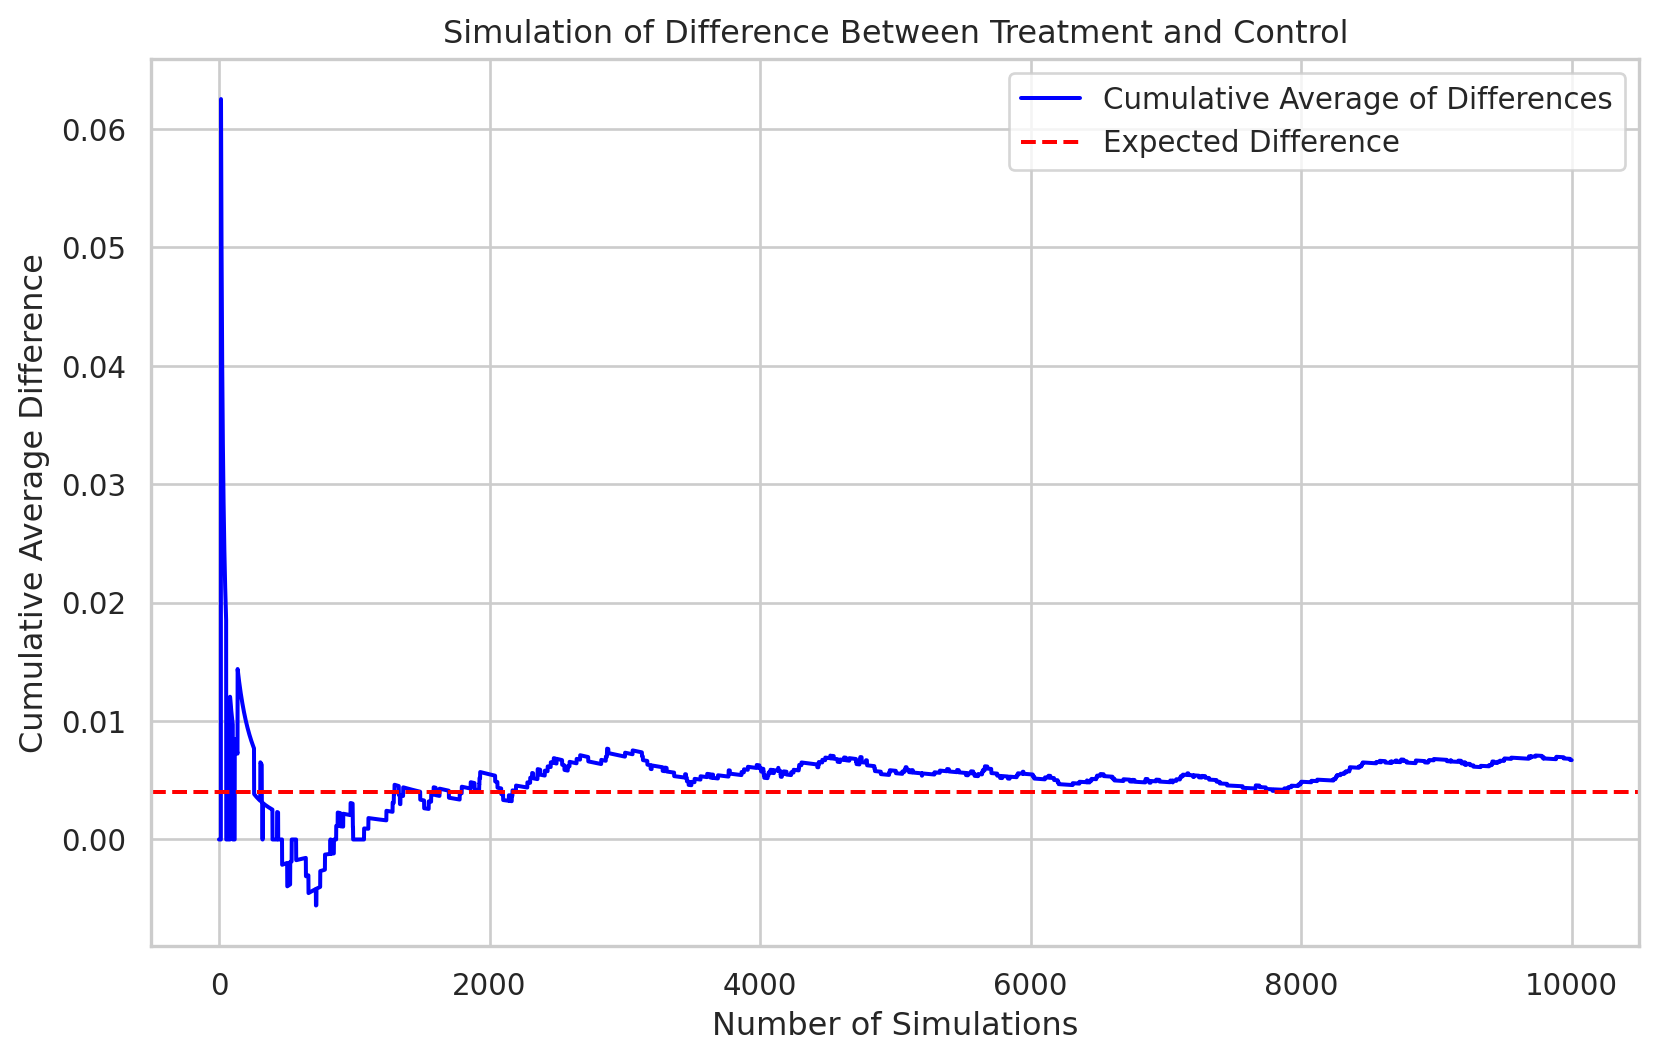 Simulation of Difference Between Treatment and Control
Cumulative Average of Differences
Expected Difference
Cumulative Average Difference
0.06
0.05
0.04
0.03
0.02
0.01
0.00
0 2000 4000 6000 8000 10000
Number of Simulations